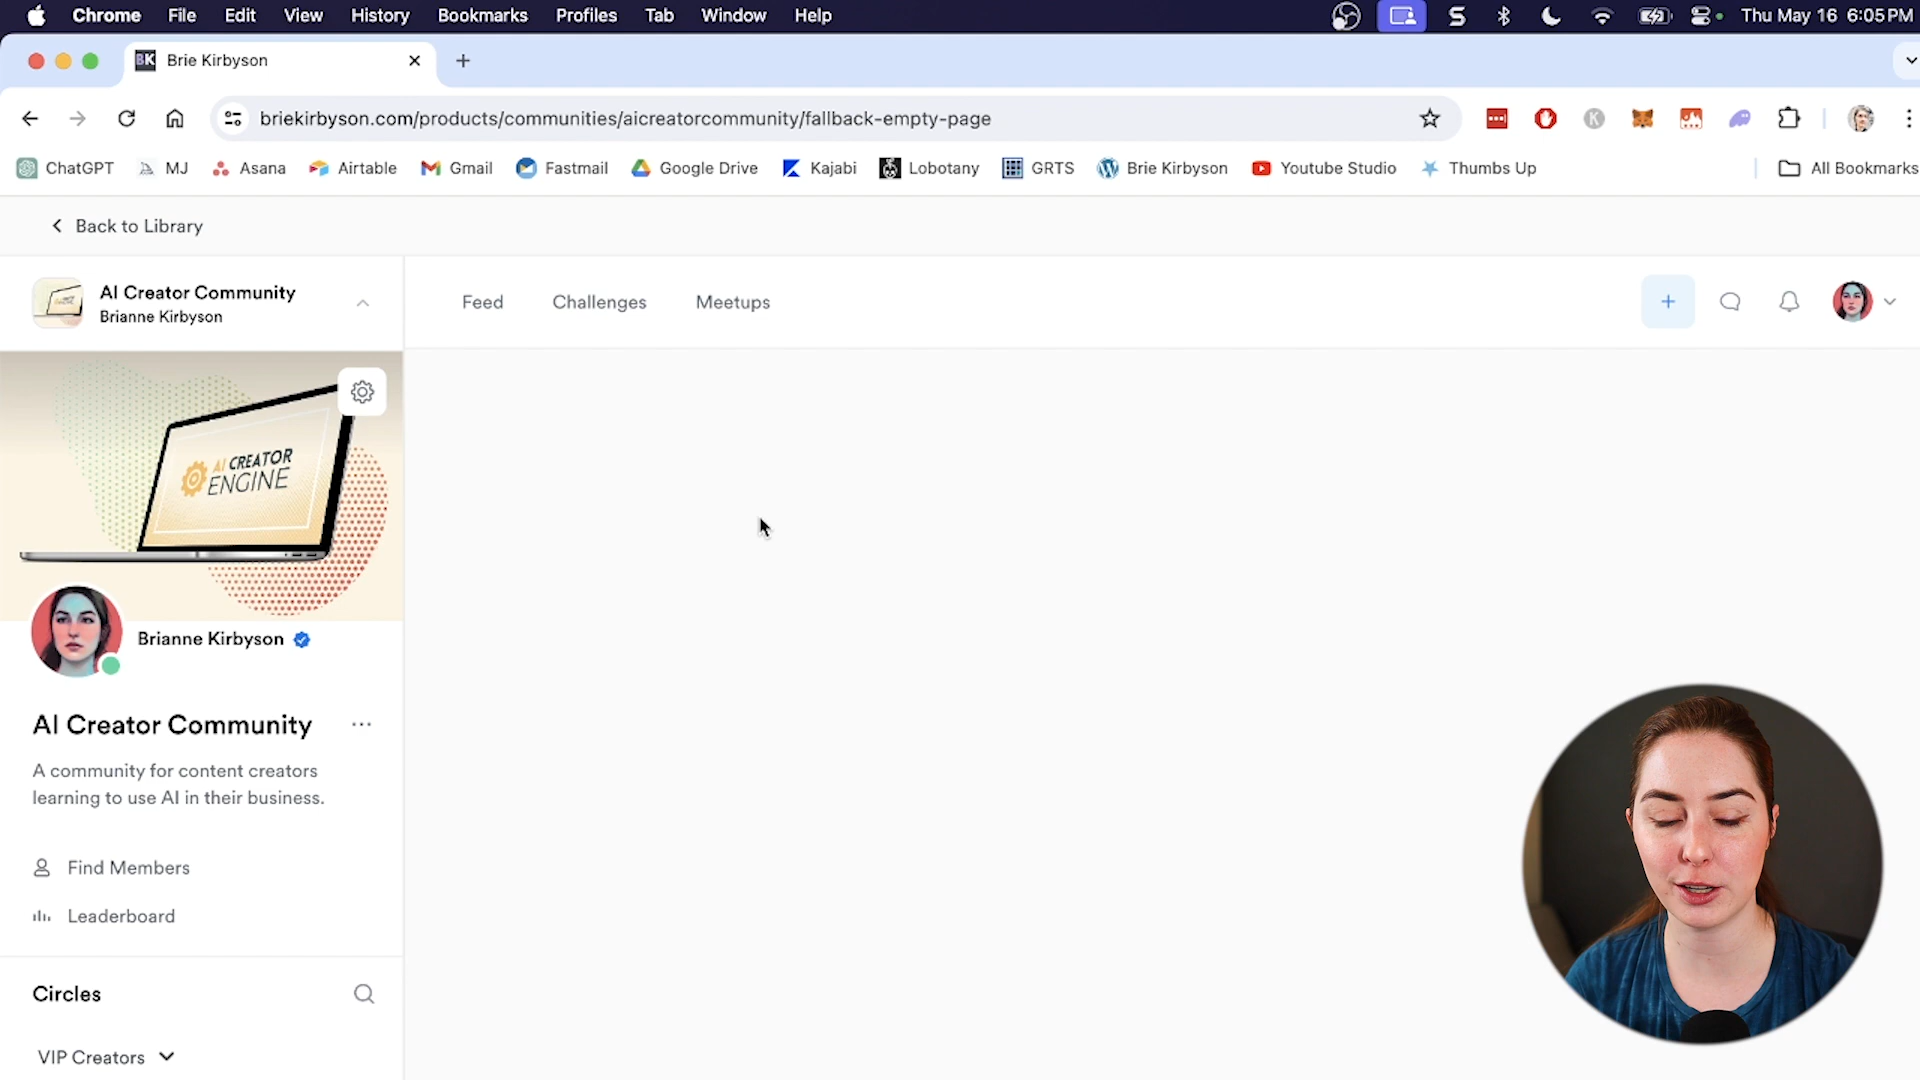 Chrome File Edit View History Bookmarks Profiles Tab Window Help Thu May 16 6:05 PM
BK Brie Kirbyson
briekirbyson.com/products/communities/aicreatorcommunity/fallback-empty-page
ChatGPT MJ Asana Airtable Gmail Fastmail Google Drive Kajabi Lobotany GRTS Brie Kirbyson Youtube Studio Thumbs Up All Bookmarks
Back to Library
AI Creator Community
Brianne Kirbyson
Feed Challenges Meetups
AI CREATOR
ENGINE
Brianne Kirbyson
AI Creator Community
A community for content creators
learning to use AI in their business.
Find Members
Leaderboard
Circles
VIP Creators